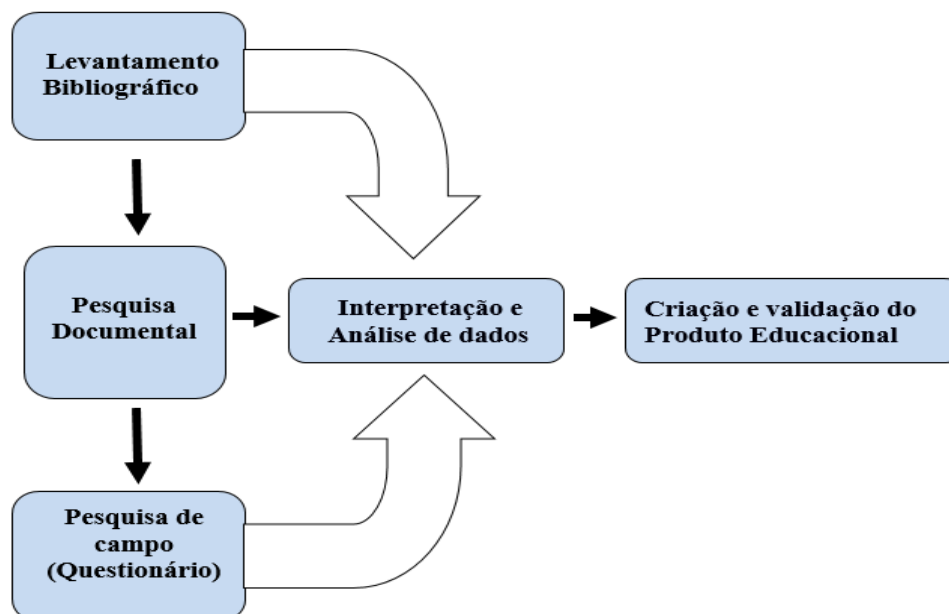 Levantamento
Bibliográfico
Pesquisa
Documental
Interpretação e
Análise de dados
Criação e validação do
Produto Educacional
Pesquisa de
campo
(Questionário)